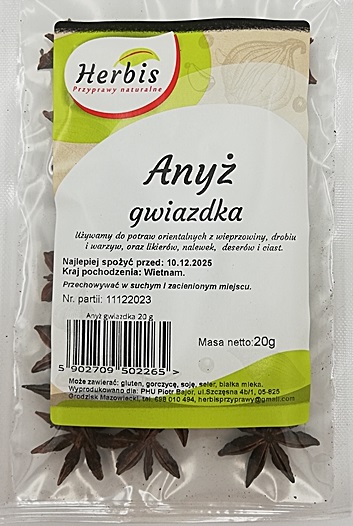 Herbis
Przyprawy naturalne
Anyż
gwiazdka
Używamy do potraw orientalnych z wieprzowiny, drobiu
i warzyw, oraz likierów, nalewek, deserów i ciast.
Najlepiej spożyć przed: 10.12.2025
Kraj pochodzenia: Wietnam.
Przechowywać w suchym i zacienionym miejscu.
Nr. partii: 11122023
Anyż gwiazdka 20 g
5 902709 502265 >
Masa netto: 20g
Może zawierać: gluten, gorczycę, soję, seler, białka mleka.
Wyprodukowano dla: PHU Piotr Bajor, ul.Szczęsna 4b/1, 05-825
Grodzisk Mazowiecki, tel. 698 010 494, herbisprzyprawy@gmail.com